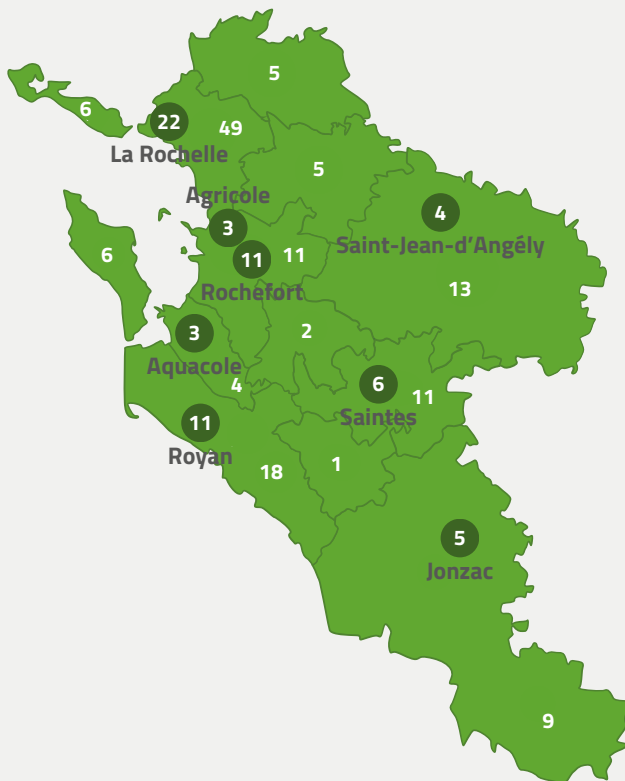 5
6
22
49
La Rochelle
5
Agricole
3
4
Saint-Jean-d'Angély
6
11
11
Rochefort
13
3
2
Aquacole
4
6
11
Saintes
11
Royan
18
1
5
Jonzac
9